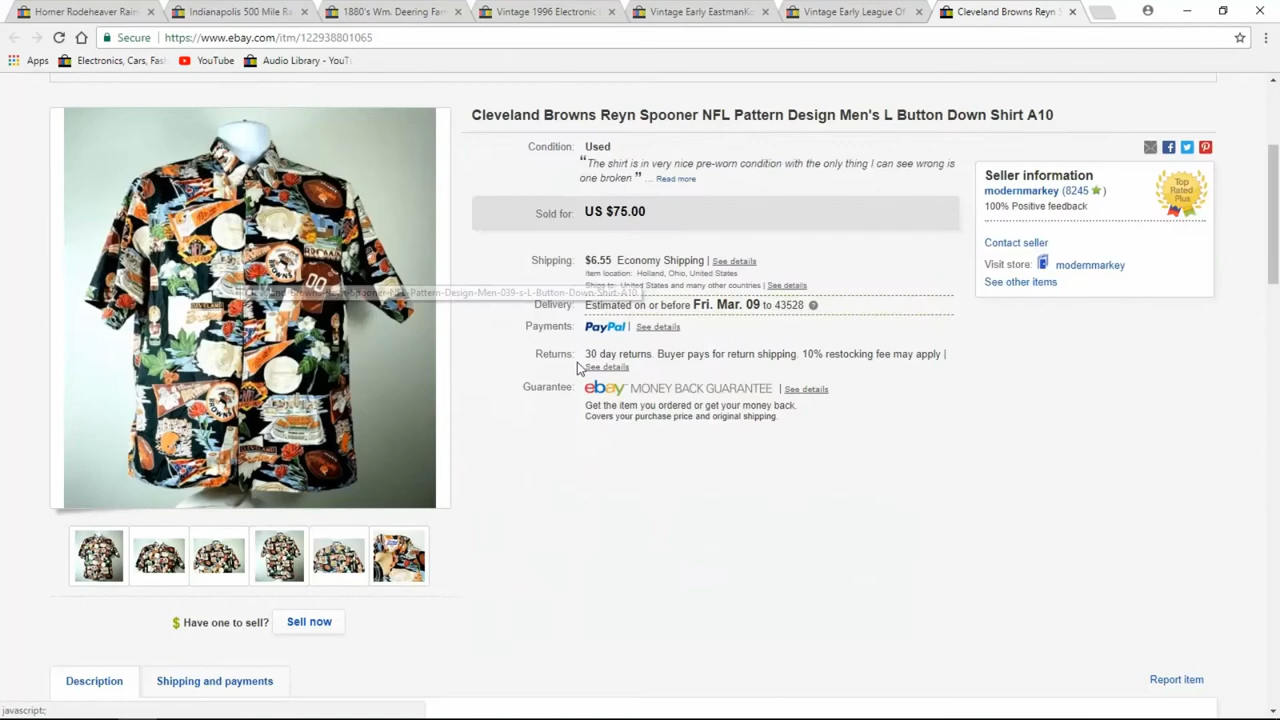 Homer Rodeheaver Rain
Indianapolis 500 Mile Ra
1880's Wm. Deering Far
Vintage 1996 Electronic
Vintage Early EastmanKo
Vintage Early League Of
Cleveland Browns Reyn S
Secure
https://www.ebay.com/itm/122938801065
Apps
Electronics, Cars, Fas
YouTube
Audio Library - YouT
Cleveland Browns Reyn Spooner NFL Pattern Design Men's L Button Down Shirt A10
Condition: Used
"The shirt is in very nice pre-worn condition with the only thing I can see wrong is
one broken " ... Read more
Sold for: US $75.00
Shipping: $6.55 Economy Shipping | See details
Item location: Holland, Ohio, United States
Ships to: United States and many other countries | See details
Delivery: Estimated on or before Fri. Mar. 09 to 43528
Payments: PayPal | See details
Returns: 30 day returns. Buyer pays for return shipping. 10% restocking fee may apply |
See details
Guarantee: ebay MONEY BACK GUARANTEE | See details
Get the item you ordered or get your money back.
Covers your purchase price and original shipping.
Seller information
modernmarkey (8245 )
100% Positive feedback
Top
Rated
Plus
Contact seller
Visit store: modernmarkey
See other items
BROWNS
00
$ Have one to sell? Sell now
Description
Shipping and payments
Report item
javascript:;